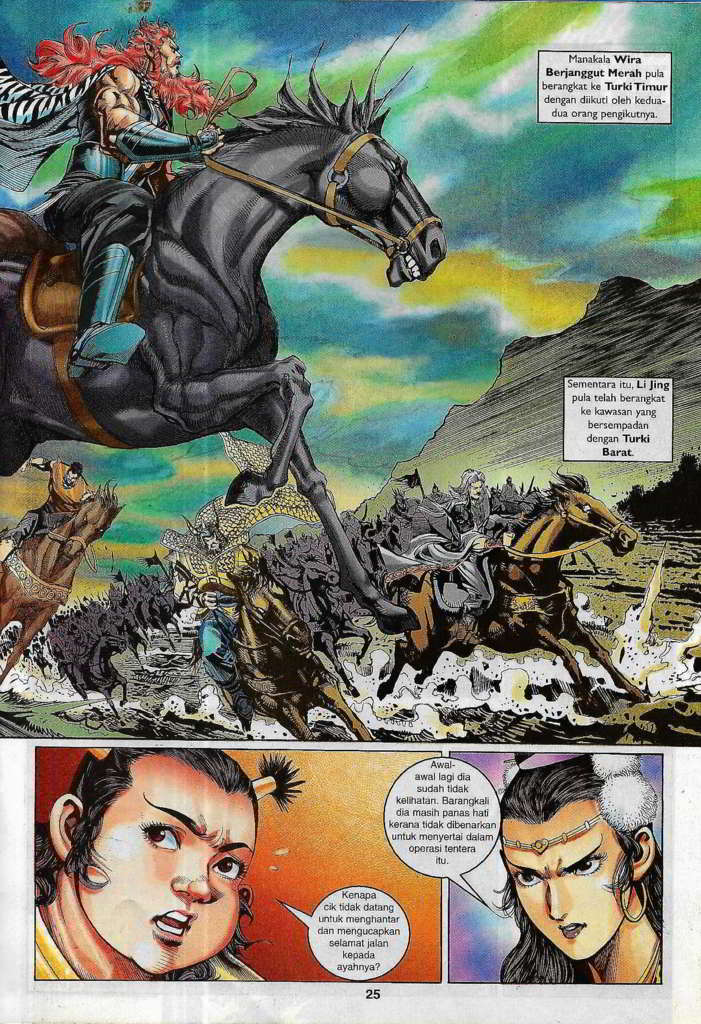 Manakala Wira
Berjanggut Merah pula
berangkat ke Turki Timur
dengan diikuti oleh kedua-
dua orang pengikutnya.
Sementara itu, Li Jing
pula telah berangkat
ke kawasan yang
bersempadan
dengan Turki
Barat.
Kenapa
cik tidak datang
untuk menghantar
dan mengucapkan
selamat jalan
kepada
ayahnya?
Awal-
awal lagi dia
sudah tidak
kelihatan. Barangkali
dia masih panas hati
kerana tidak dibenarkan
untuk menyertai dalam
operasi tentera
itu.
25